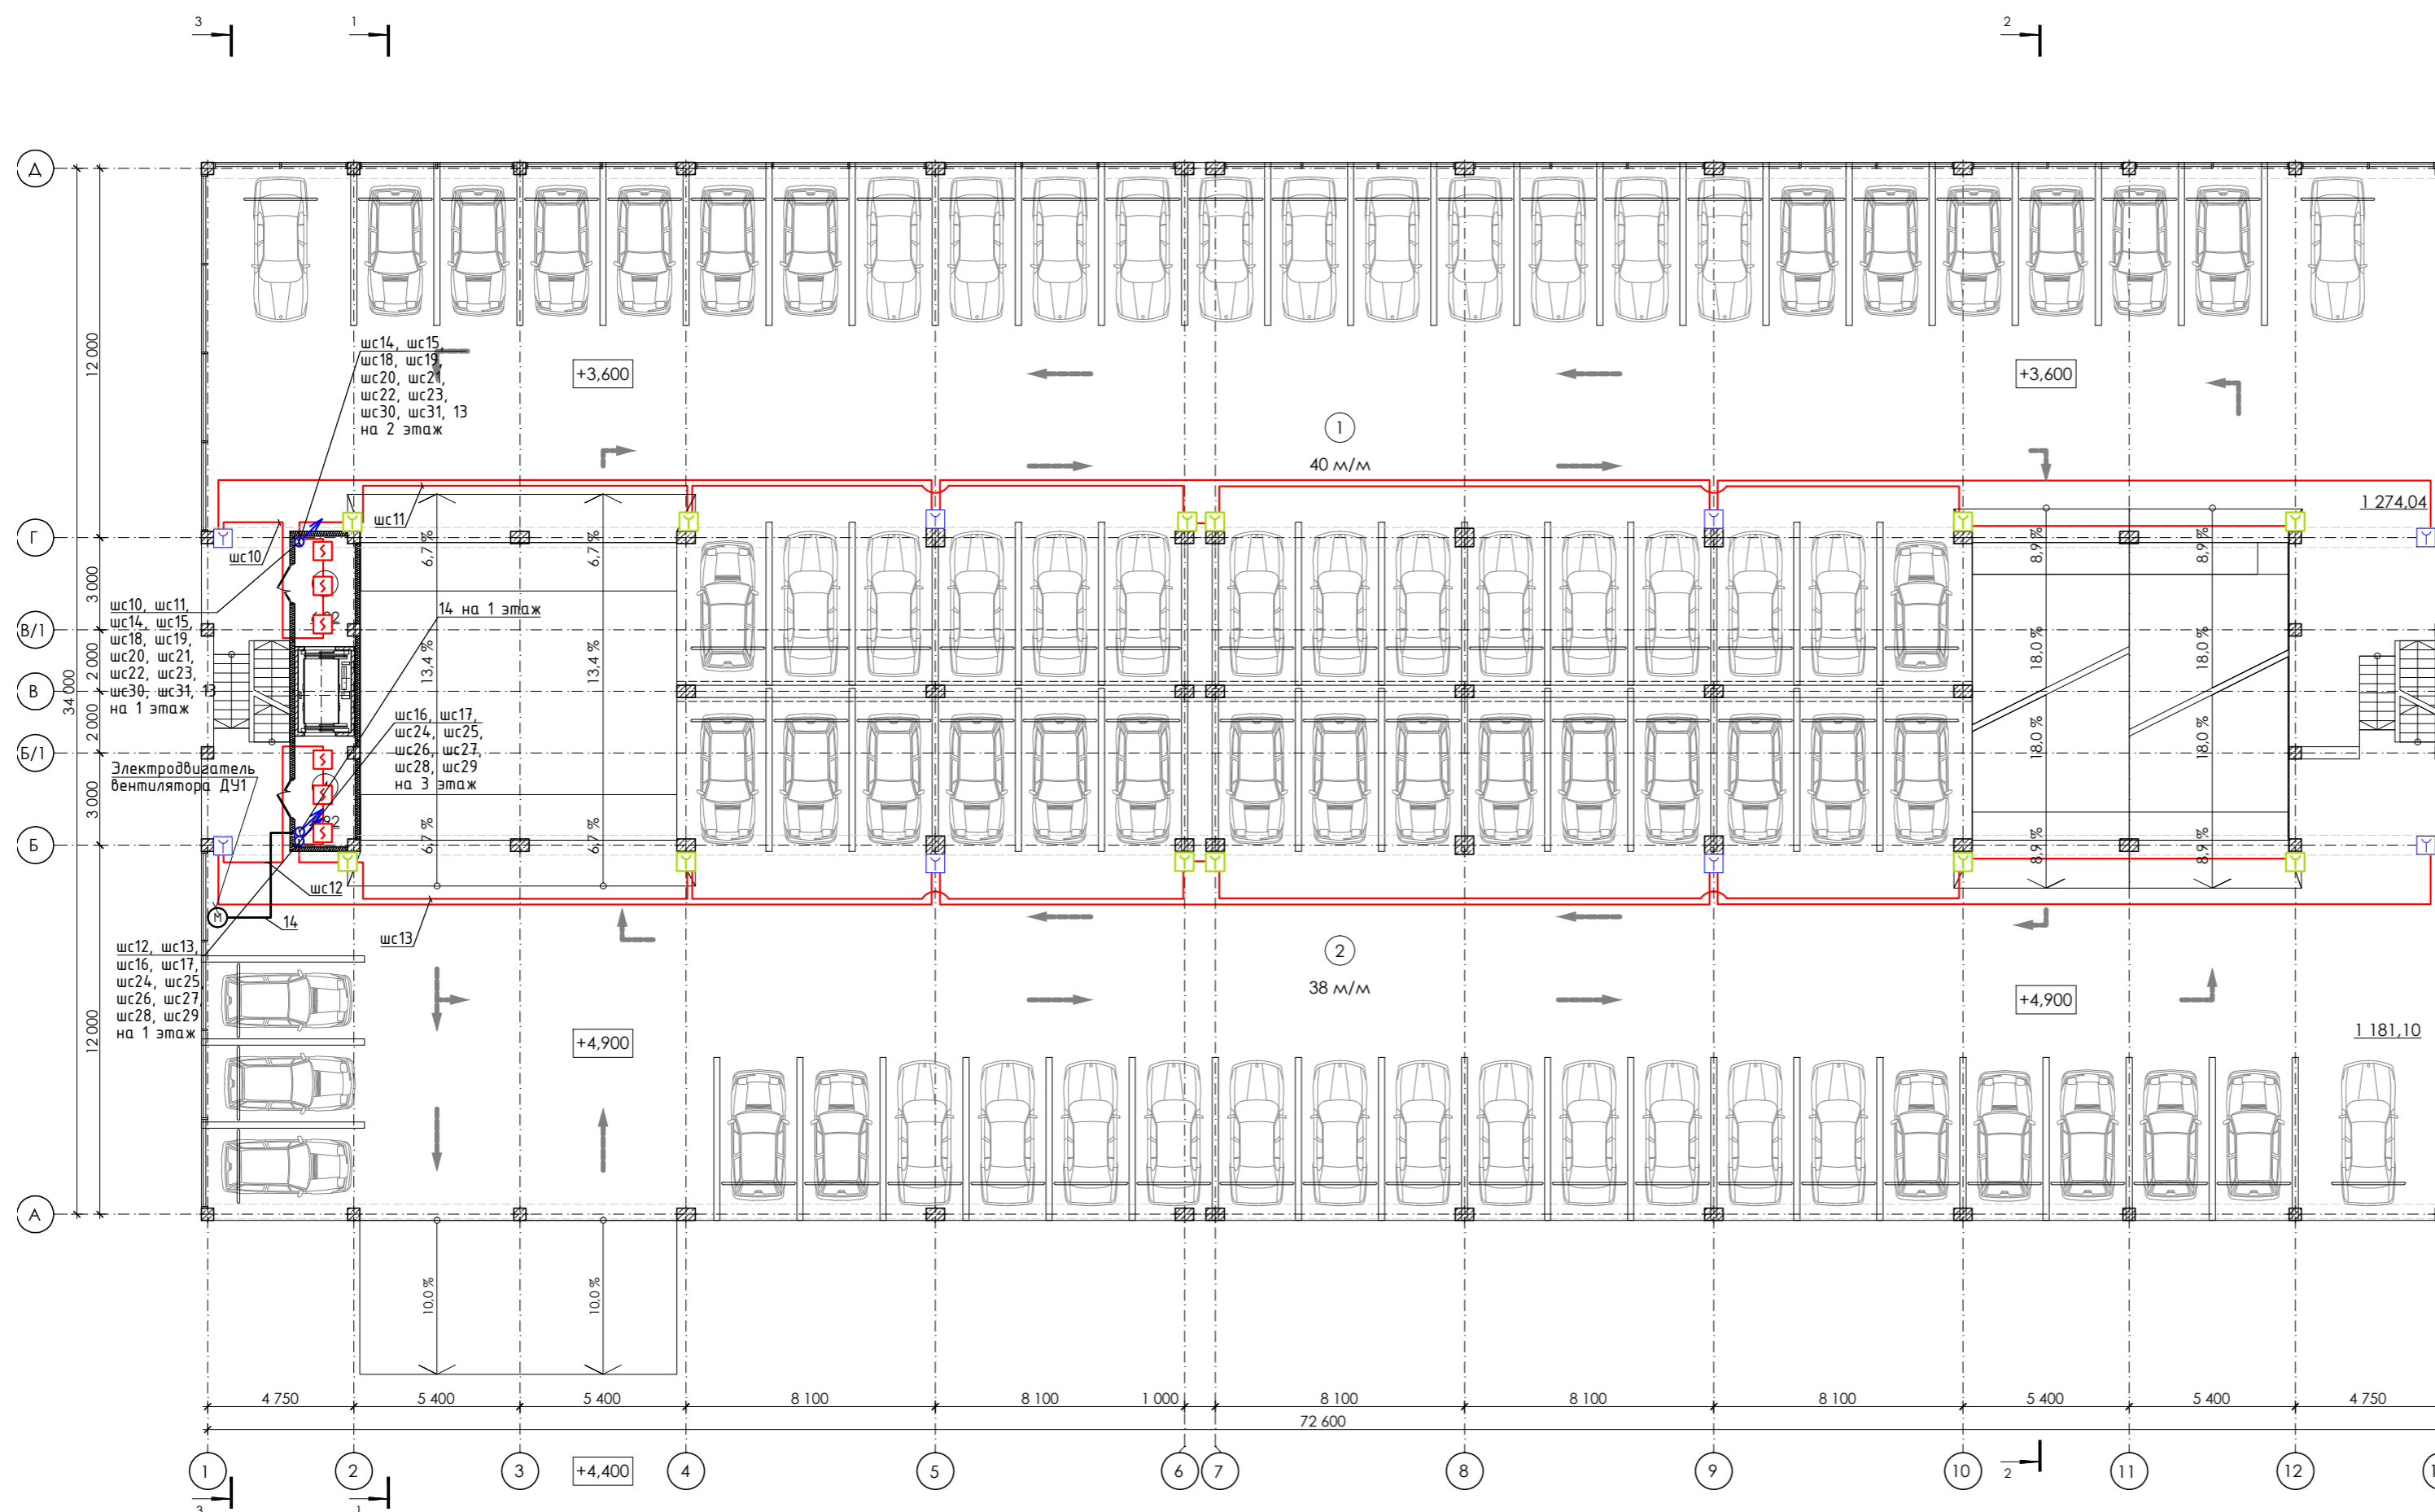 3
1
2
Д
12 000
34 000
шс14, шс15,
шс18, шс19,
шс20, шс21,
шс22, шс23,
шс30, шс31, 13
на 2 этаж
+3,600
+3,600
1
40 м/м
1 274,04
шс11
шс10
Г
6,7 %
6,7 %
8,9 %
8,9 %
3 000
14 на 1 этаж
шс10, шс11,
шс14, шс15,
шс18, шс19,
шс20, шс21,
шс22, шс23,
шс30, шс31, 13
на 1 этаж
В/1
2 000
13,4 %
13,4 %
18,0 %
18,0 %
В
2 000
шс16, шс17,
шс24, шс25,
шс26, шс27,
шс28, шс29
на 3 этаж
18,0 %
18,0 %
Б/1
Электродвигатель
вентилятора ДУ1
3 000
Б
6,7 %
6,7 %
8,9 %
8,9 %
шс12
М
14
шс13
шс12, шс13,
шс16, шс17,
шс24, шс25,
шс26, шс27,
шс28, шс29
на 1 этаж
2
38 м/м
+4,900
+4,900
1 181,10
12 000
А
10,0 %
10,0 %
4 750
5 400
5 400
8 100
8 100
1 000
8 100
8 100
8 100
5 400
5 400
4 750
72 600
1
2
3
+4,400
4
5
6
7
8
9
10
2
11
12
3
1